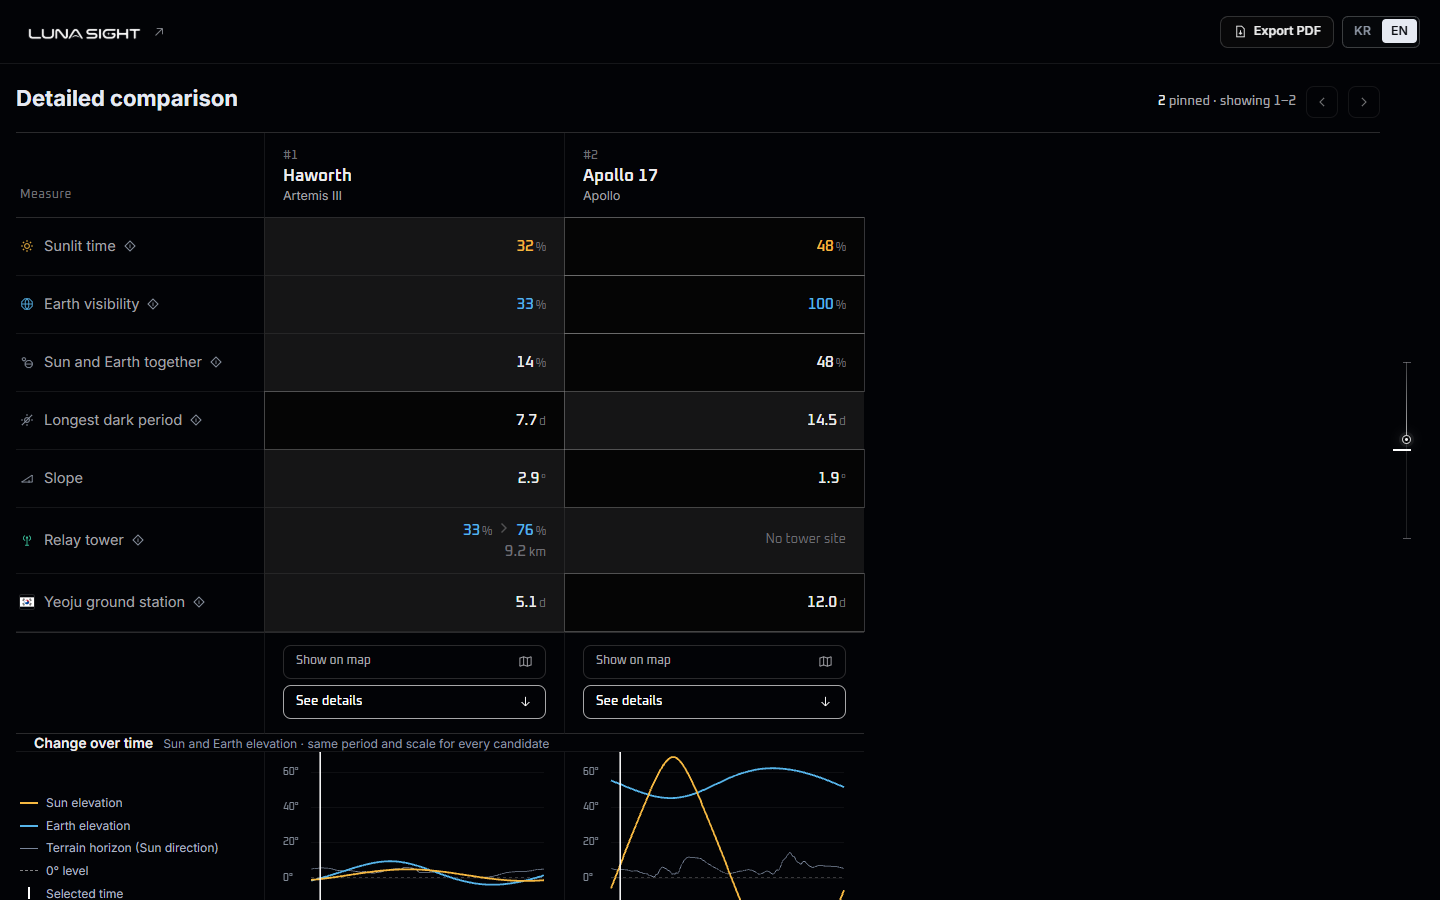 LUNA SIGHT
Export PDF
KR EN
Detailed comparison
2 pinned · showing 1–2
Measure
#1
Haworth
Artemis III
#2
Apollo 17
Apollo
Sunlit time 32% 48%
Earth visibility 33% 100%
Sun and Earth together 14% 48%
Longest dark period 7.7 d 14.5 d
Slope 2.9° 1.9°
Relay tower 33% > 76% No tower site
9.2 km
Yeoju ground station 5.1 d 12.0 d
Show on map Show on map
See details See details
Change over time Sun and Earth elevation · same period and scale for every candidate
60° 60°
40° 40°
20° 20°
0° 0°
Sun elevation
Earth elevation
Terrain horizon (Sun direction)
0° level
Selected time